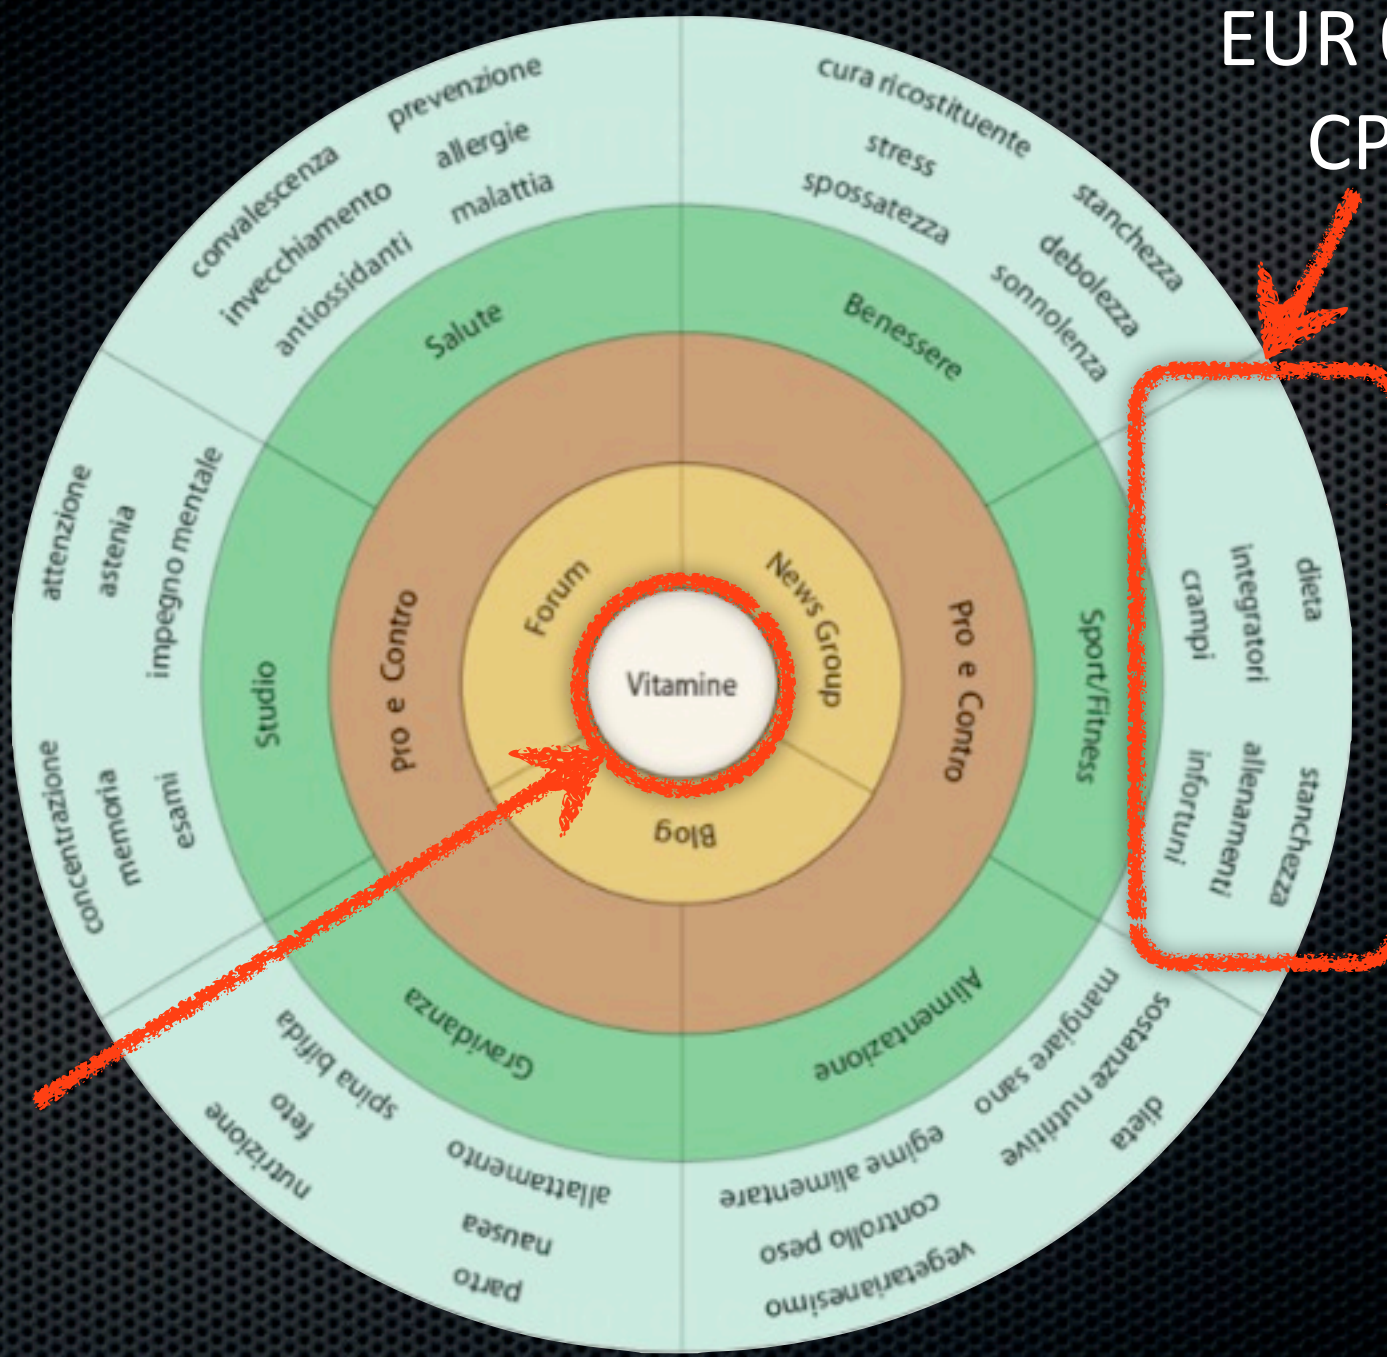 EUR
CP
prevenzione
allergie
malattia
convalescenza
invecchiamento
antiossidanti
cura ricostituente
stress
spossatezza
stanchezza
debolezza
sonnolenza
Salute
Benessere
attenzione
astenia
impegno mentale
concentrazione
memoria
esami
Studio
Pro e Contro
Forum
News Group
Vitamine
Blog
Pro e Contro
Sport/Fitness
dieta
integratori
crampi
stanchezza
allenamenti
infortuni
Gravidanza
Alimentazione
spina bifida
feto
nutrizione
allattamento
nausea
parto
mangiare sano
sostanze nutritive
dieta
egime alimentare
controllo peso
vegetarianesimo